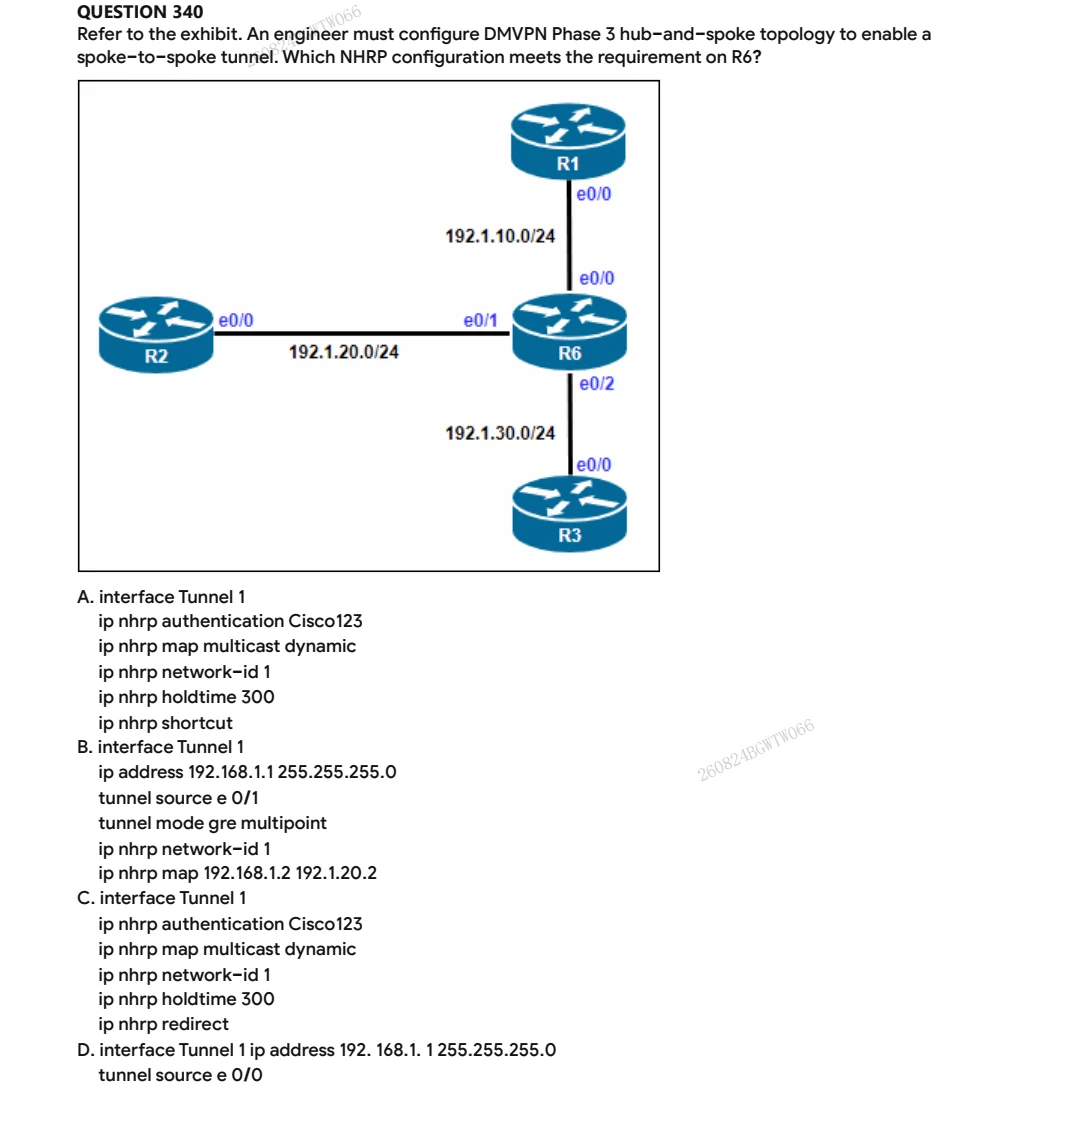 QUESTION 340
Refer to the exhibit. An engineer must configure DMVPN Phase 3 hub-and-spoke topology to enable a
spoke-to-spoke tunnel. Which NHRP configuration meets the requirement on R6?
260824BGWTW066
R1
e0/0
192.1.10.0/24
e0/0
e0/0
e0/1
R2
192.1.20.0/24
R6
e0/2
192.1.30.0/24
e0/0
R3
A. interface Tunnel 1
ip nhrp authentication Cisco123
ip nhrp map multicast dynamic
ip nhrp network-id 1
ip nhrp holdtime 300
ip nhrp shortcut
B. interface Tunnel 1
260824BGWTW066
ip address 192.168.1.1 255.255.255.0
tunnel source e 0/1
tunnel mode gre multipoint
ip nhrp network-id 1
ip nhrp map 192.168.1.2 192.1.20.2
C. interface Tunnel 1
ip nhrp authentication Cisco123
ip nhrp map multicast dynamic
ip nhrp network-id 1
ip nhrp holdtime 300
ip nhrp redirect
D. interface Tunnel 1 ip address 192. 168.1. 1 255.255.255.0
tunnel source e 0/0